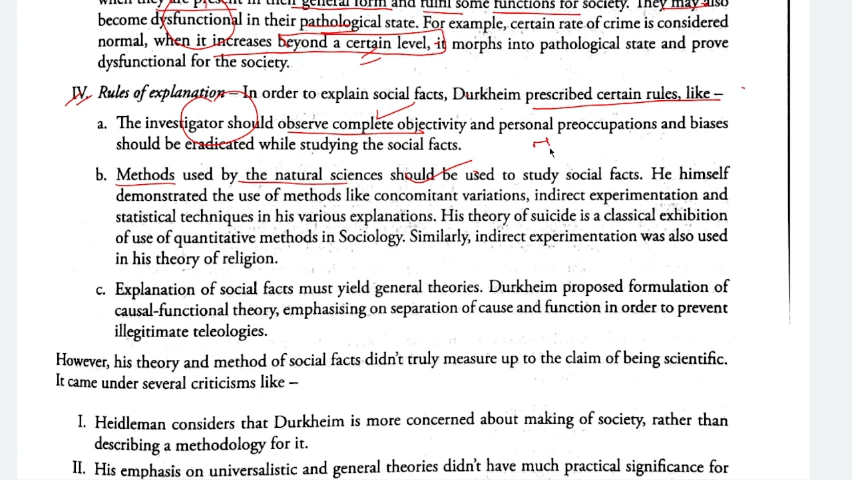 when they are present in their general form and fulfil some functions for society. They may also
become dysfunctional in their pathological state. For example, certain rate of crime is considered
normal, when it increases beyond a certain level, it morphs into pathological state and prove
dysfunctional for the society.
IV. Rules of explanation – In order to explain social facts, Durkheim prescribed certain rules, like –
a. The investigator should observe complete objectivity and personal preoccupations and biases
should be eradicated while studying the social facts.
b. Methods used by the natural sciences should be used to study social facts. He himself
demonstrated the use of methods like concomitant variations, indirect experimentation and
statistical techniques in his various explanations. His theory of suicide is a classical exhibition
of use of quantitative methods in Sociology. Similarly, indirect experimentation was also used
in his theory of religion.
c. Explanation of social facts must yield general theories. Durkheim proposed formulation of
causal-functional theory, emphasising on separation of cause and function in order to prevent
illegitimate teleologies.
However, his theory and method of social facts didn't truly measure up to the claim of being scientific.
It came under several criticisms like –
I. Heidleman considers that Durkheim is more concerned about making of society, rather than
describing a methodology for it.
II. His emphasis on universalistic and general theories didn't have much practical significance for